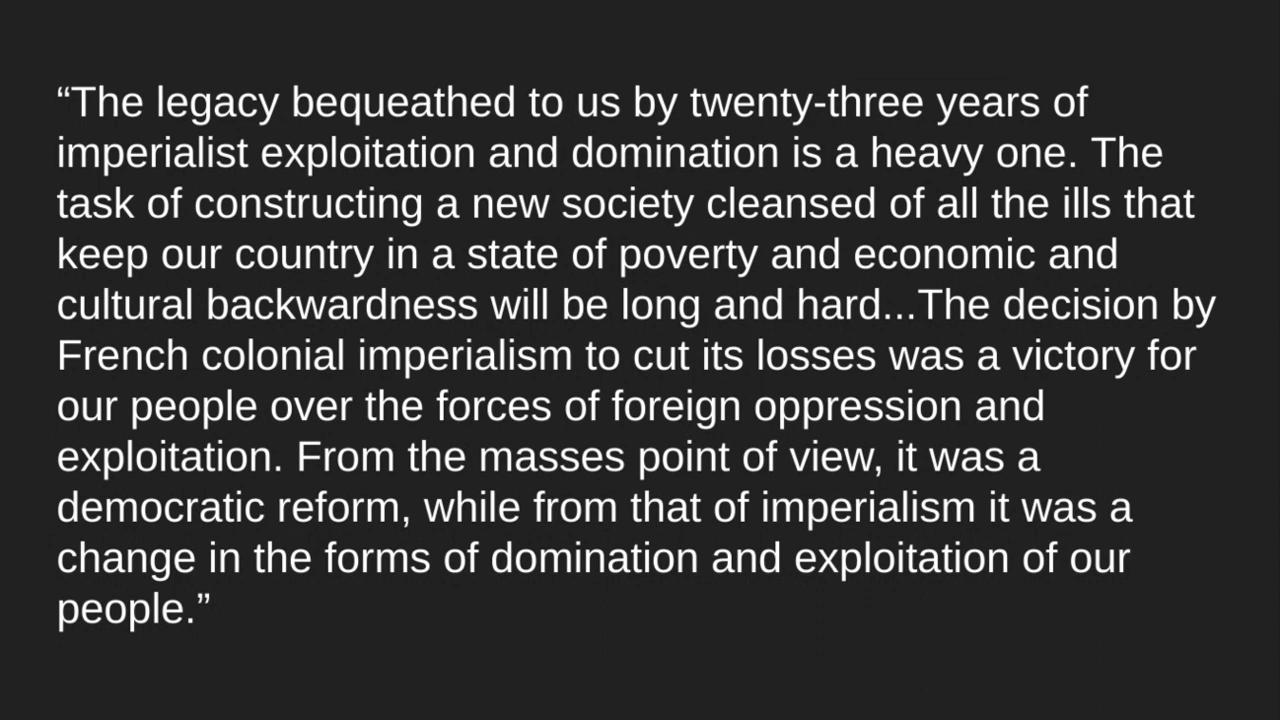 “The legacy bequeathed to us by twenty-three years of
imperialist exploitation and domination is a heavy one. The
task of constructing a new society cleansed of all the ills that
keep our country in a state of poverty and economic and
cultural backwardness will be long and hard...The decision by
French colonial imperialism to cut its losses was a victory for
our people over the forces of foreign oppression and
exploitation. From the masses point of view, it was a
democratic reform, while from that of imperialism it was a
change in the forms of domination and exploitation of our
people.”